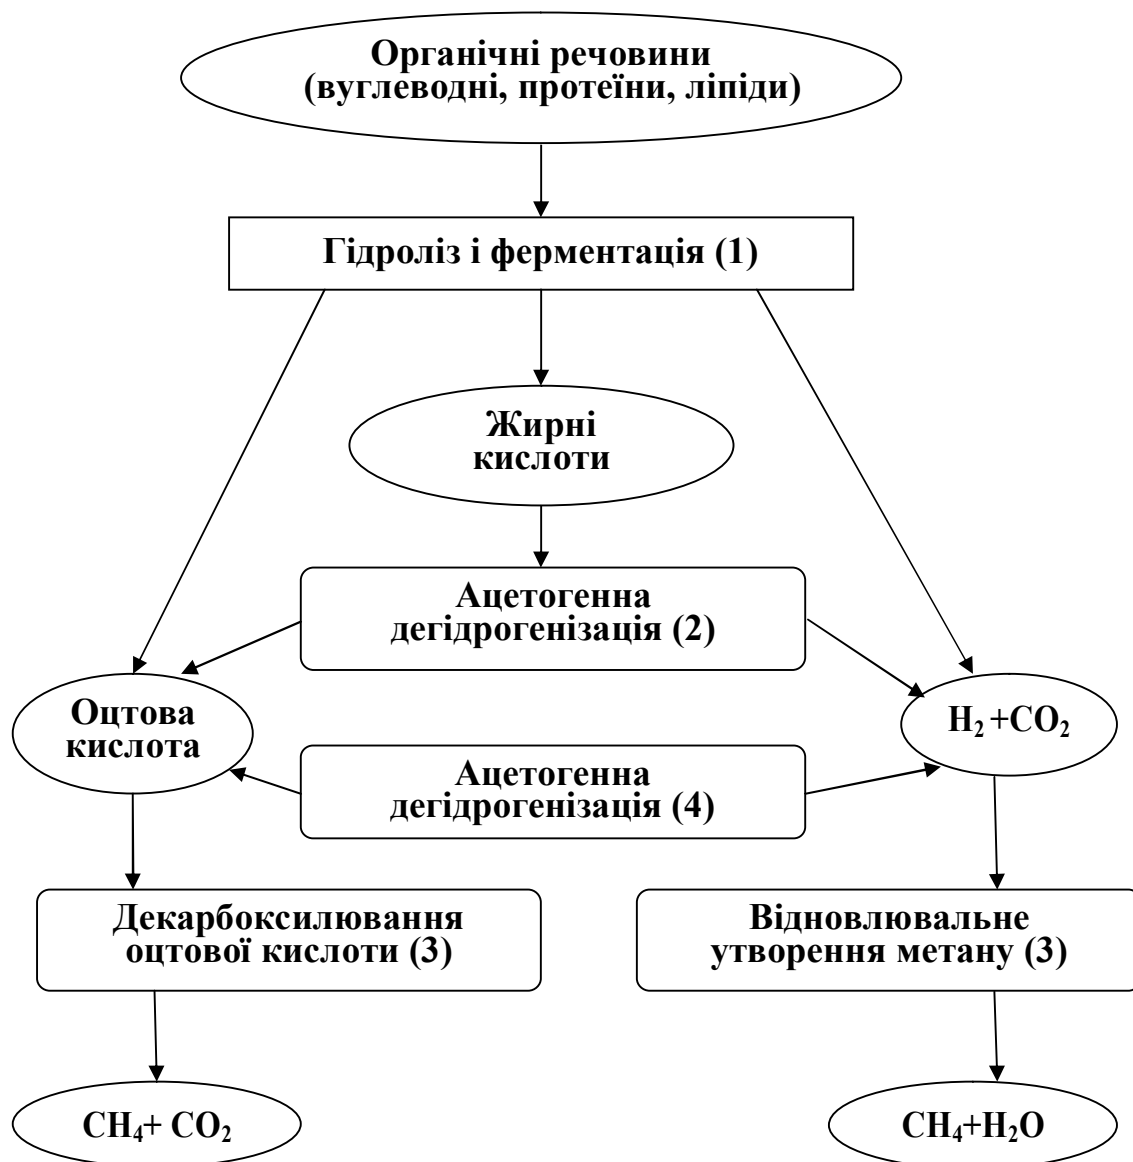 Органічні речовини
(вуглеводні, протеїни, ліпіди)
Гідроліз і ферментація (1)
Жирні
кислоти
Ацетогенна
дегідрогенізація (2)
Оцтова
кислота
H₂ +CO₂
Ацетогенна
дегідрогенізація (4)
Декарбоксилювання
оцтової кислоти (3)
Відновлювальне
утворення метану (3)
CH₄+ CO₂
CH₄+H₂O